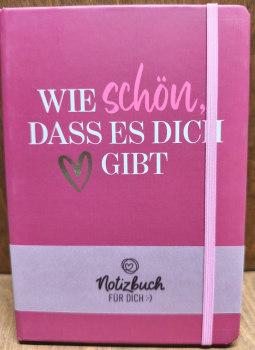 WIE schön,
DASS ES DICH
GIBT
Notizbuch
FÜR DICH :-)